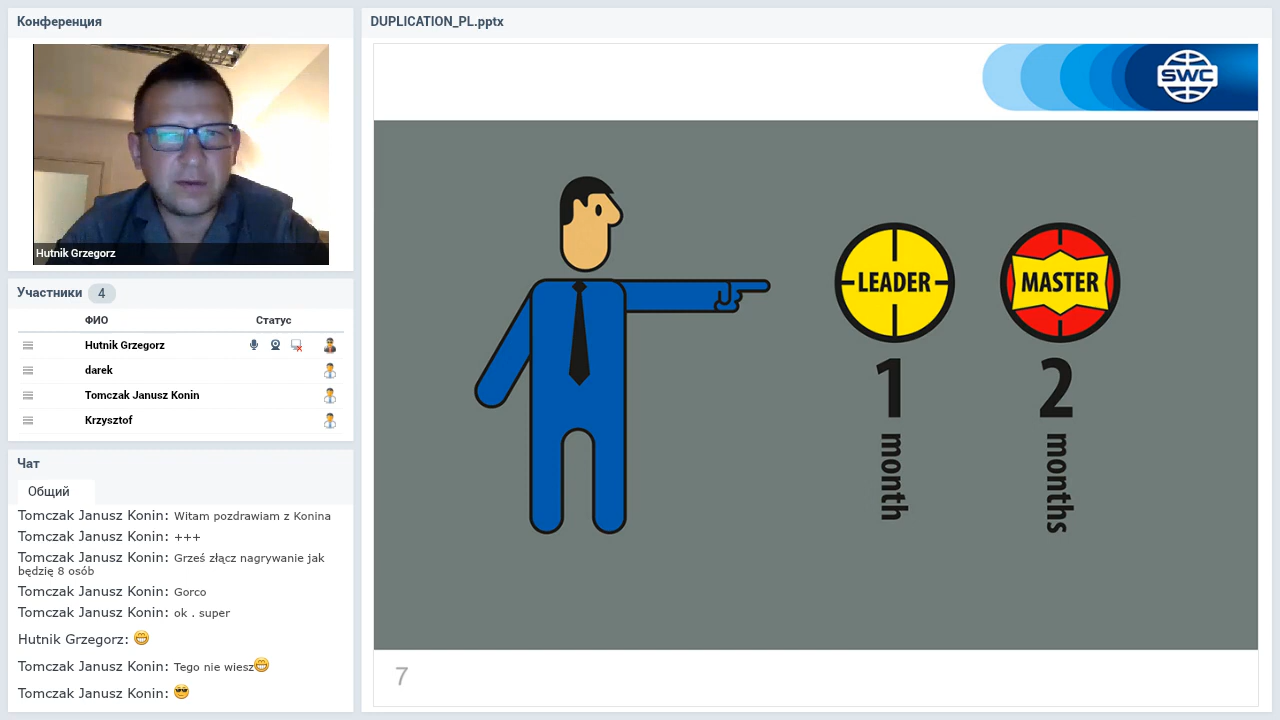 Конференция
Hutnik Grzegorz
Участники 4
ФИО Статус
Hutnik Grzegorz
darek
Tomczak Janusz Konin
Krzysztof
Чат
Общий
Tomczak Janusz Konin: Witam pozdrawiam z Konina
Tomczak Janusz Konin: +++
Tomczak Janusz Konin: Grześ złącz nagrywanie jak
będzię 8 osób
Tomczak Janusz Konin: Gorco
Tomczak Janusz Konin: ok . super
Hutnik Grzegorz:
Tomczak Janusz Konin: Tego nie wiesz
Tomczak Janusz Konin:
DUPLICATION_PL.pptx
SWC
LEADER MASTER
1 2
month months
7